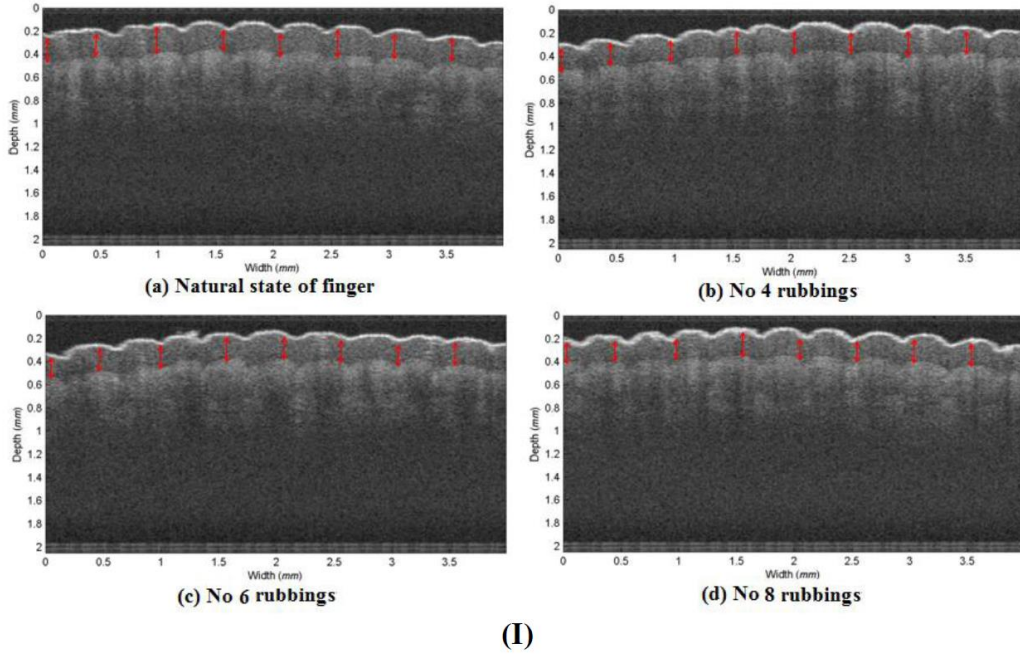 0
0.2
0.4
0.6
0.8
1
1.2
1.4
1.6
1.8
2
Depth (mm)
0 0.5 1 1.5 2 2.5 3 3.5
Width (mm)
(a) Natural state of finger
0
0.2
0.4
0.6
0.8
1
1.2
1.4
1.6
1.8
2
Depth (mm)
0 0.5 1 1.5 2 2.5 3 3.5
Width (mm)
(b) No 4 rubbings
0
0.2
0.4
0.6
0.8
1
1.2
1.4
1.6
1.8
2
Depth (mm)
0 0.5 1 1.5 2 2.5 3 3.5
Width (mm)
(c) No 6 rubbings
0
0.2
0.4
0.6
0.8
1
1.2
1.4
1.6
1.8
2
Depth (mm)
0 0.5 1 1.5 2 2.5 3 3.5
Width (mm)
(d) No 8 rubbings
(I)